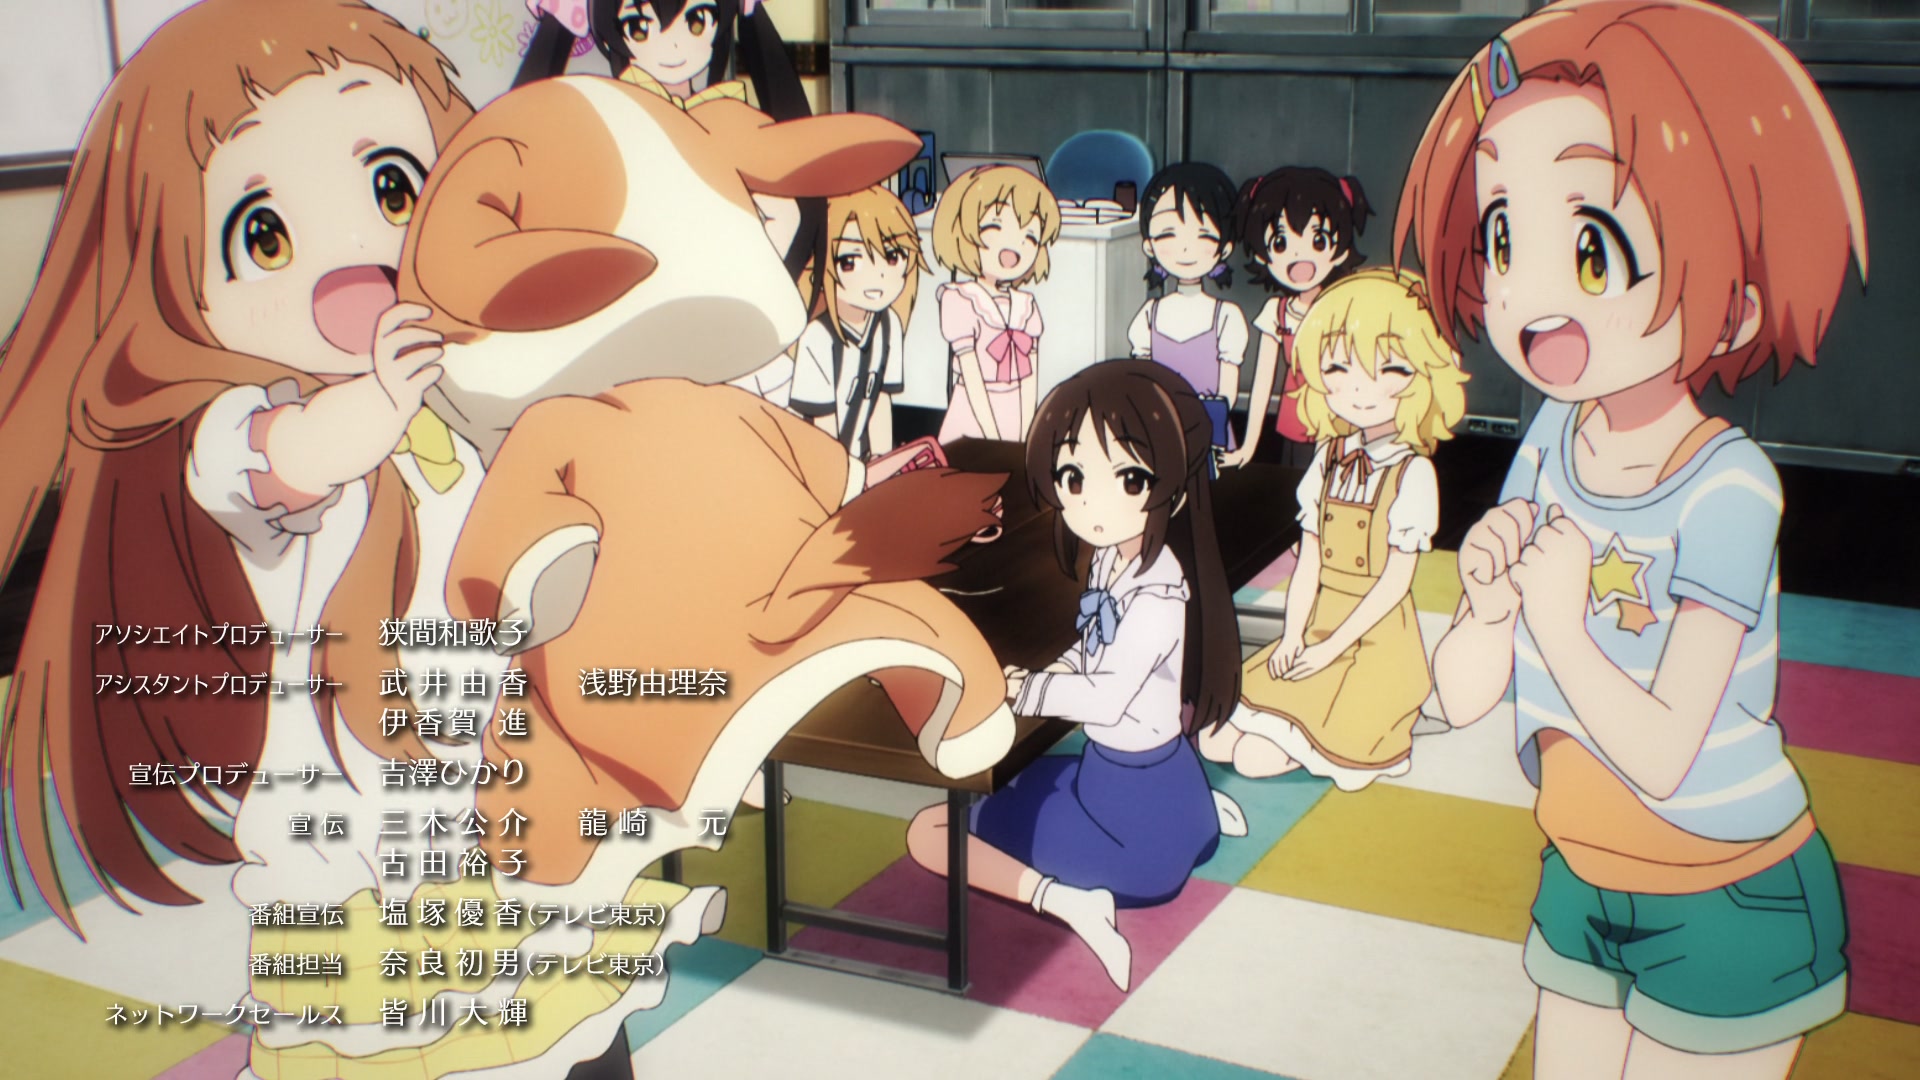 アソシエイトプロデューサー 狭間和歌子
アシスタントプロデューサー 武井由香 浅野由理奈
伊香賀 進
宣伝プロデューサー 吉澤ひかり
宣伝 三木公介 龍崎 元
古田裕子
番組宣伝 塩塚優香(テレビ東京)
番組担当 奈良初男(テレビ東京)
ネットワークセールス 皆川大輝